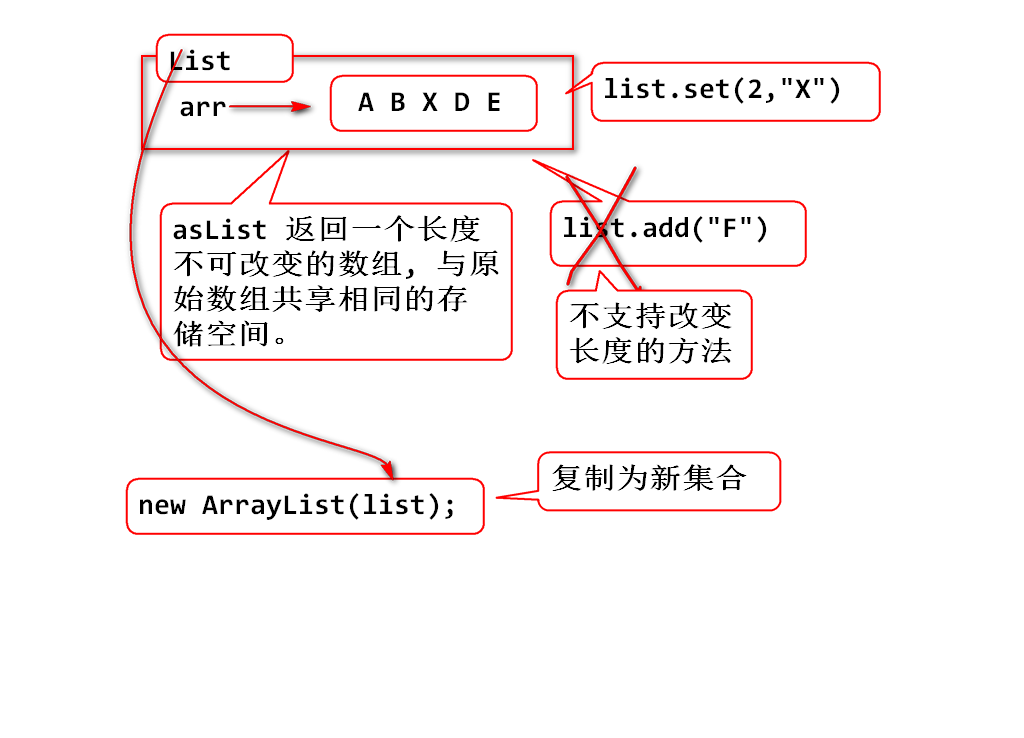 List
arr
A B X D E
list.set(2,"X")
asList 返回一个长度
不可改变的数组, 与原
始数组共享相同的存
储空间。
list.add("F")
不支持改变
长度的方法
new ArrayList(list);
复制为新集合